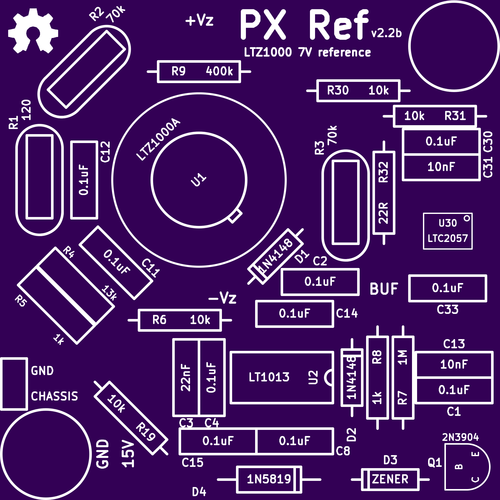 R2 70k
+Vz
PX Ref v2.2b
LTZ1000 7V reference
R9 400k
R30 10k
10k R31
R1 120
LTZ1000A
U1
C12
0.1uF
R3 70k
R32
22R
0.1uF C30
10nF C31
U30
LTC2057
R4
13k
R5
1k
0.1uF
C11
1N4148
D1
C2
0.1uF
-Vz
BUF
0.1uF
C33
0.1uF C14
R6 10k
GND
CHASSIS
22nF
0.1uF
C3 C4
LT1013 U2
1N4148
D2
R8
1k
1M
R7
C13
10nF
0.1uF
C1
10k
R19
GND
15V
0.1uF 0.1uF
C15 C8
1N5819
D4
D3
ZENER
2N3904
Q1
E
B
C